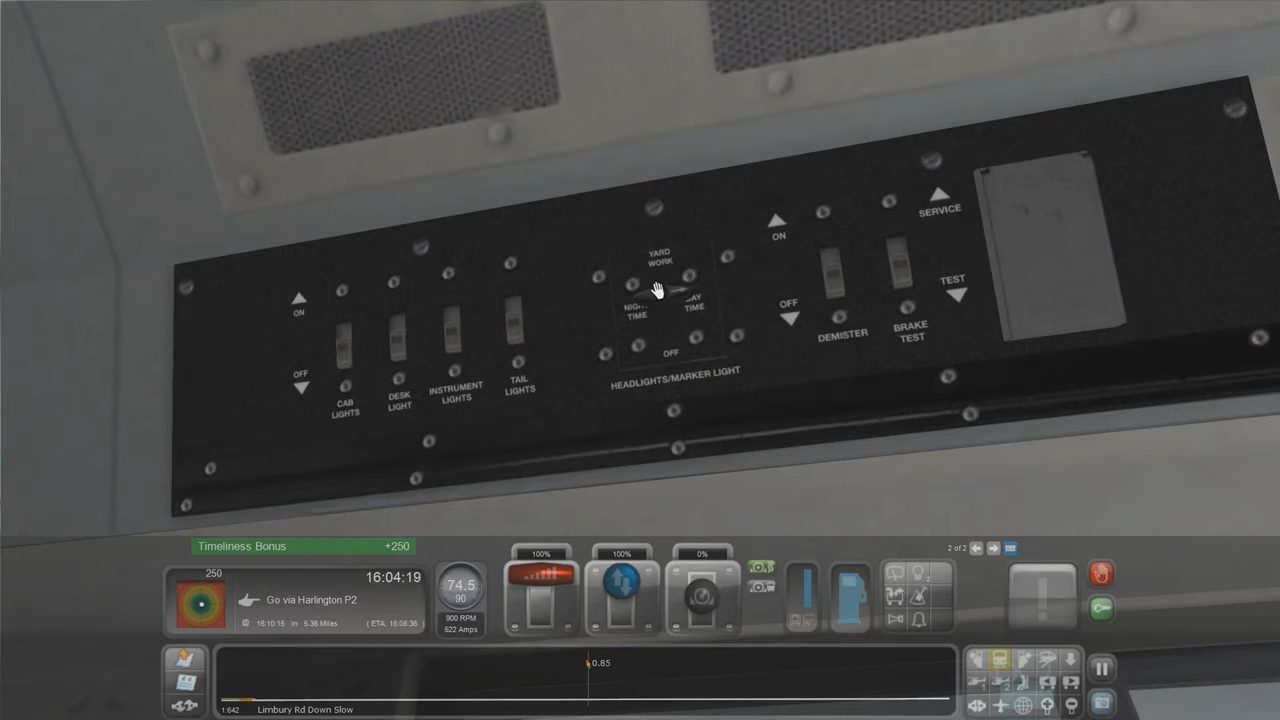 YARD
WORK
NIGHT
TIME
DAY
TIME
OFF
HEADLIGHTS/MARKER LIGHT
ON
OFF
CAB
LIGHTS
DESK
LIGHT
INSTRUMENT
LIGHTS
TAIL
LIGHTS
ON
OFF
DEMISTER
BRAKE
TEST
SERVICE
TEST
Timeliness Bonus +250
250 16:04:19
Go via Harlington P2
16:10:15 in 5.36 Miles ( ETA: 16:08:36 )
74.5
90
900 RPM
522 Amps
100% 100% 0%
2 of 2
0.85
1:642 Limbury Rd Down Slow